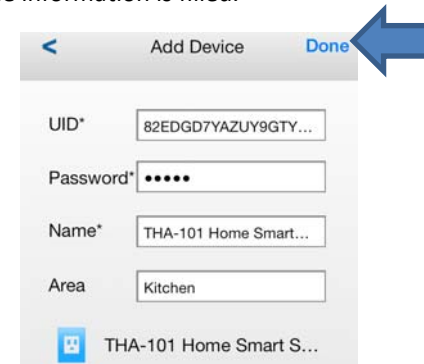 information is filled.
< Add Device Done
UID* 82EDGD7YAZUY9GTY...
Password* •••••
Name* THA-101 Home Smart...
Area Kitchen
THA-101 Home Smart S...